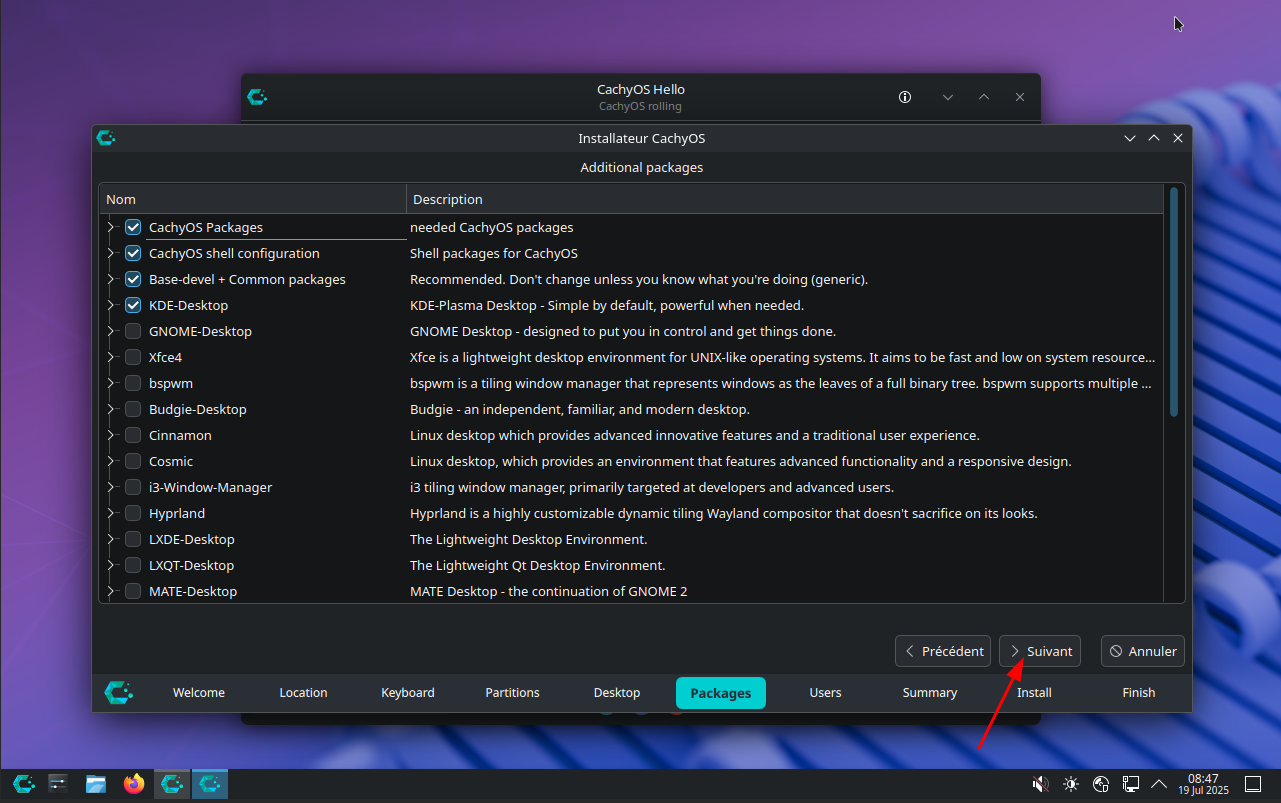 CachyOS Hello
CachyOS rolling
Installateur CachyOS
Additional packages
Nom Description
CachyOS Packages needed CachyOS packages
CachyOS shell configuration Shell packages for CachyOS
Base-devel + Common packages Recommended. Don't change unless you know what you're doing (generic).
KDE-Desktop KDE-Plasma Desktop - Simple by default, powerful when needed.
GNOME-Desktop GNOME Desktop - designed to put you in control and get things done.
Xfce4 Xfce is a lightweight desktop environment for UNIX-like operating systems. It aims to be fast and low on system resource...
bspwm bspwm is a tiling window manager that represents windows as the leaves of a full binary tree. bspwm supports multiple ...
Budgie-Desktop Budgie - an independent, familiar, and modern desktop.
Cinnamon Linux desktop which provides advanced innovative features and a traditional user experience.
Cosmic Linux desktop, which provides an environment that features advanced functionality and a responsive design.
i3-Window-Manager i3 tiling window manager, primarily targeted at developers and advanced users.
Hyprland Hyprland is a highly customizable dynamic tiling Wayland compositor that doesn't sacrifice on its looks.
LXDE-Desktop The Lightweight Desktop Environment.
LXQT-Desktop The Lightweight Qt Desktop Environment.
MATE-Desktop MATE Desktop - the continuation of GNOME 2
Précédent Suivant Annuler
Welcome Location Keyboard Partitions Desktop Packages Users Summary Install Finish
08:47
19 Jul 2025